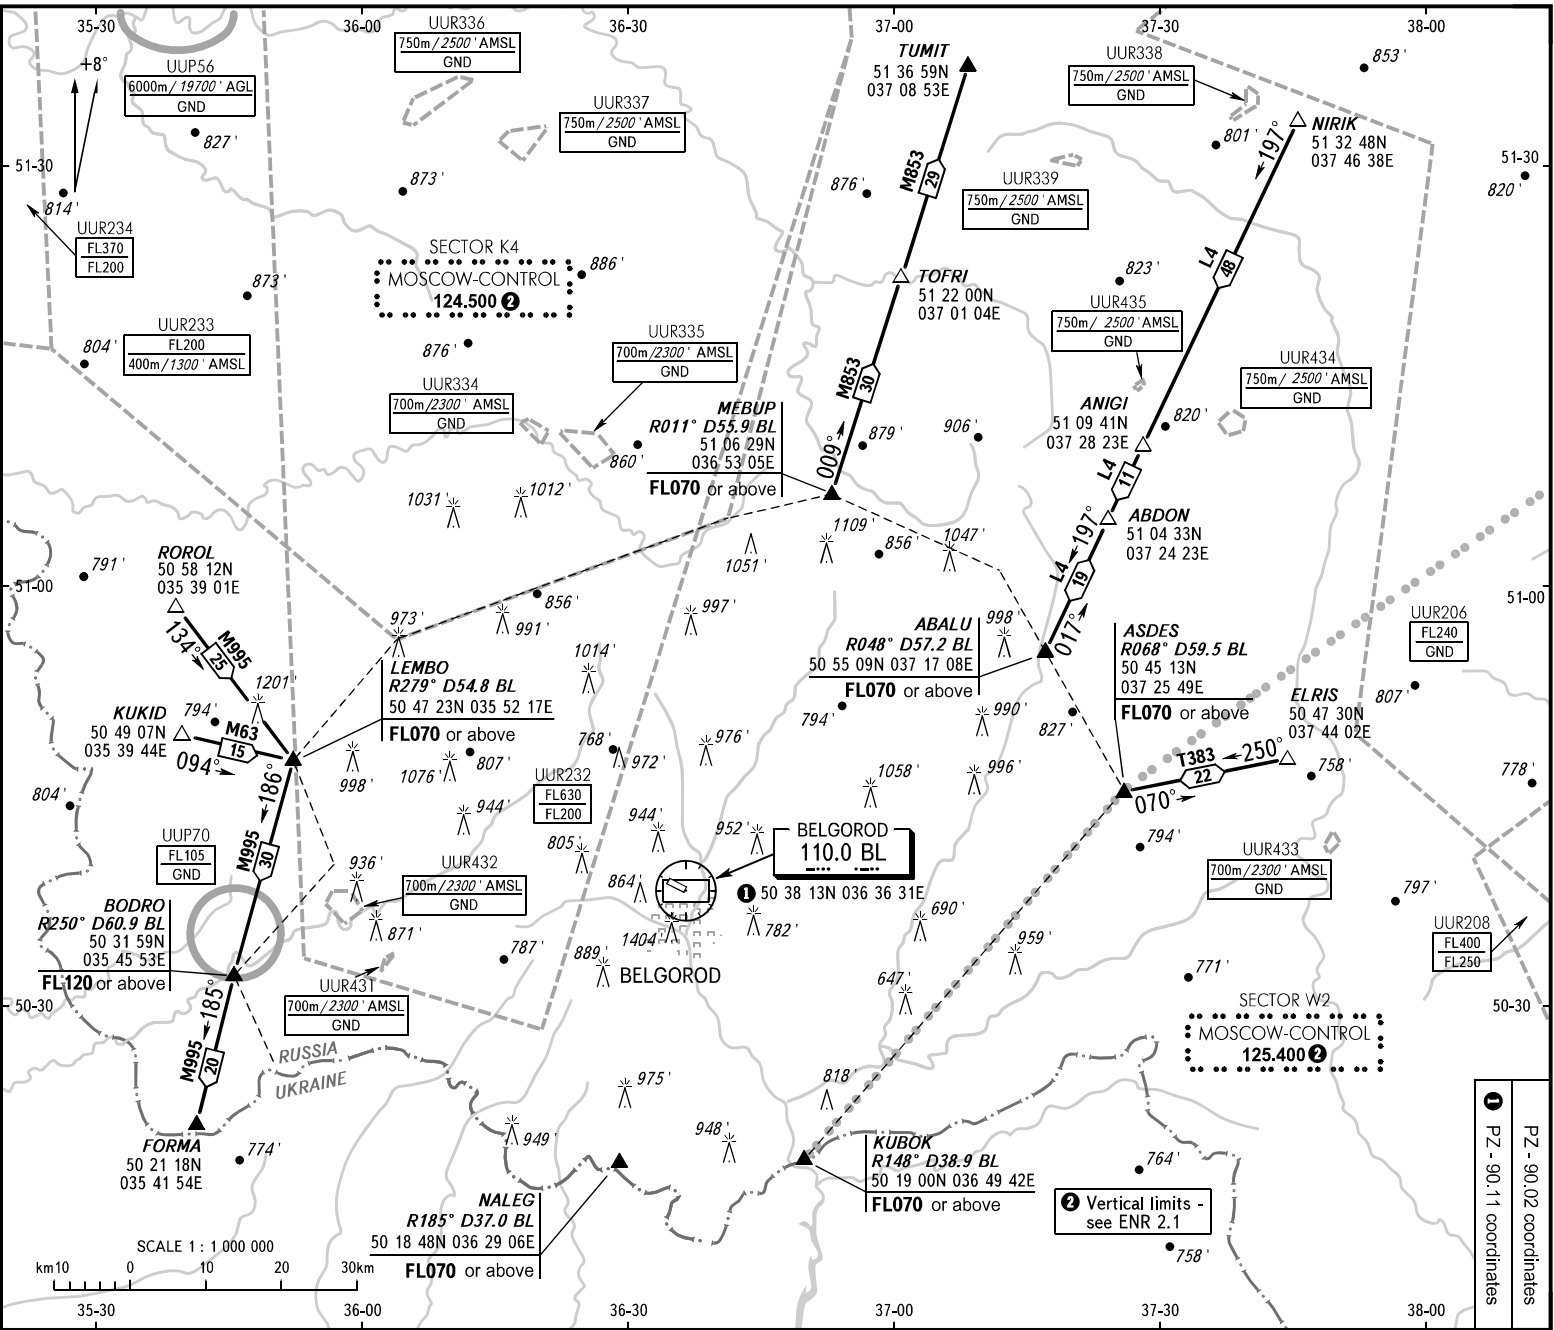 35-30
36-00
36-30
37-00
37-30
38-00
+8°
UUP56
6000m/19700' AGL
GND
827'
814'
UUR234
FL370
FL200
51-30
UUR336
750m/2500' AMSL
GND
UUR337
750m/2500' AMSL
GND
873'
TUMIT
51 36 59N
037 08 53E
UUR338
750m/2500' AMSL
GND
853'
801'
NIRIK
51 32 48N
037 46 38E
51-30
820'
197°
M853
29
876'
UUR339
750m/2500' AMSL
GND
SECTOR K4
MOSCOW-CONTROL
124.500 ❷
886'
873'
L4
48
823'
TOFRI
51 22 00N
037 01 04E
UUR435
750m/ 2500' AMSL
GND
UUR233
FL200
400m/1300' AMSL
804'
876'
UUR335
700m/2300' AMSL
GND
UUR334
700m/2300' AMSL
GND
M853
30
UUR434
750m/ 2500' AMSL
GND
MEBUP
R011° D55.9 BL
51 06 29N
036 53 05E
FL070 or above
009°
879'
906'
ANIGI
51 09 41N
037 28 23E
820'
860'
L4
11
1031'
1012'
197°
ABDON
51 04 33N
037 24 23E
1109'
856'
1047'
1051'
L4
19
791'
ROROL
50 58 12N
035 39 01E
51-00
51-00
856'
973'
991'
997'
998'
017°
134°
M995
25
ABALU
R048° D57.2 BL
50 55 09N 037 17 08E
FL070 or above
ASDES
R068° D59.5 BL
50 45 13N
037 25 49E
FL070 or above
UUR206
FL240
GND
1014'
LEMBO
R279° D54.8 BL
50 47 23N 035 52 17E
FL070 or above
1201'
KUKID
50 49 07N
035 39 44E
794'
M63
15
094°
794'
990'
827'
807'
ELRIS
50 47 30N
037 44 02E
T383
22
250°
070°
758'
778'
998'
1076'
807'
768'
972'
976'
1058'
996'
804'
186°
944'
UUR232
FL630
FL200
944'
952'
BELGOROD
110.0 BL
❶ 50 38 13N 036 36 31E
794'
UUP70
FL105
GND
M995
30
805'
936'
UUR432
700m/2300' AMSL
GND
864'
UUR433
700m/2300' AMSL
GND
797'
BODRO
R250° D60.9 BL
50 31 59N
035 45 53E
FL120 or above
871'
787'
889'
1404'
782'
690'
959'
UUR208
FL400
FL250
BELGOROD
UUR431
700m/2300' AMSL
GND
647'
771'
50-30
50-30
185°
M995
20
RUSSIA
UKRAINE
SECTOR W2
MOSCOW-CONTROL
125.400 ❷
975'
818'
949'
948'
FORMA
50 21 18N
035 41 54E
774'
KUBOK
R148° D38.9 BL
50 19 00N 036 49 42E
FL070 or above
764'
❷ Vertical limits -
see ENR 2.1
758'
NALEG
R185° D37.0 BL
50 18 48N 036 29 06E
FL070 or above
PZ - 90.02 coordinates
❶ PZ - 90.11 coordinates
SCALE 1 : 1 000 000
km10 0 10 20 30km
35-30
36-00
36-30
37-00
37-30
38-00